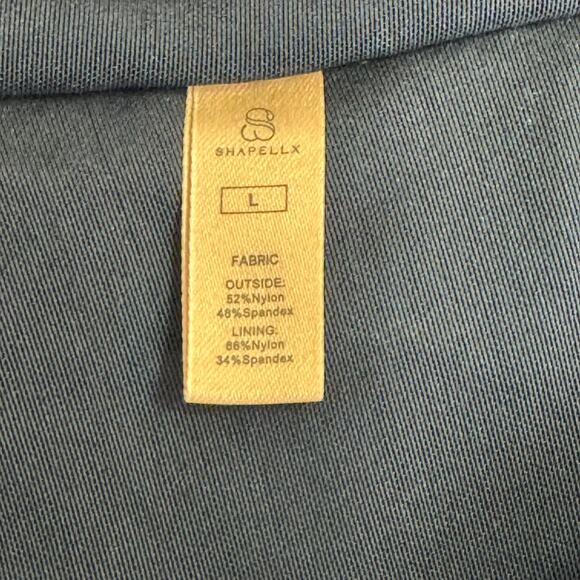 SHAPELLX
L
FABRIC
OUTSIDE:
52%Nylon
48%Spandex
LINING:
66%Nylon
34%Spandex